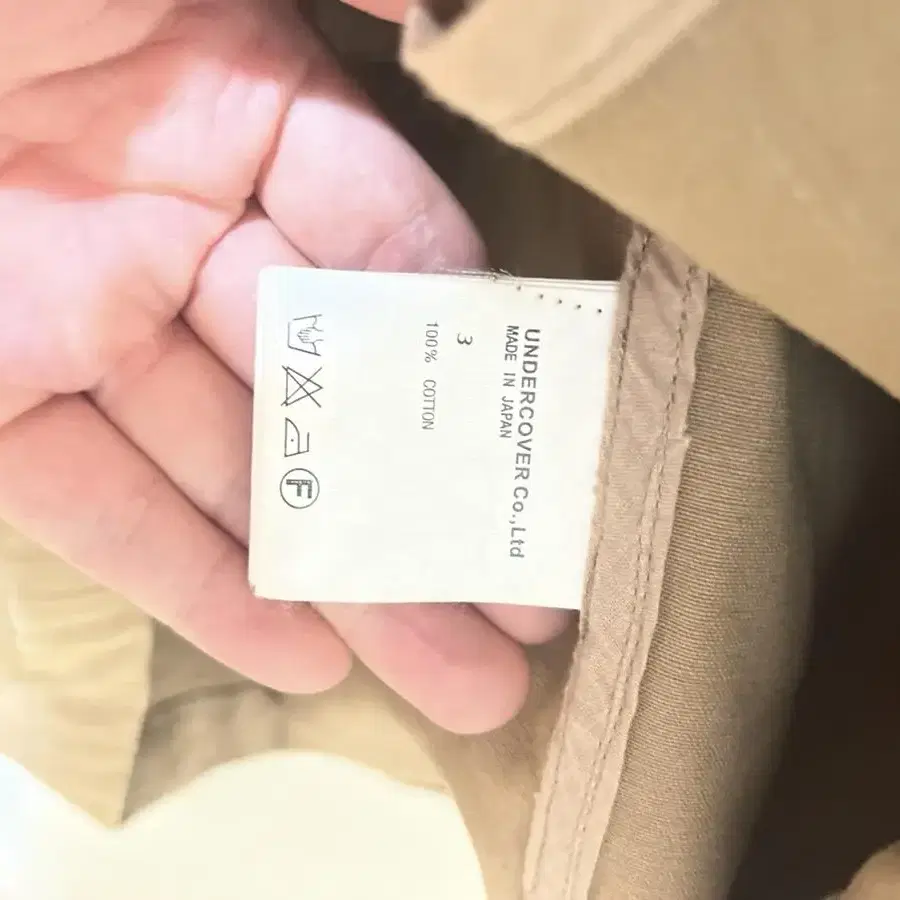 UNDERCOVER Co.,Ltd
MADE IN JAPAN
3
100% COTTON
F